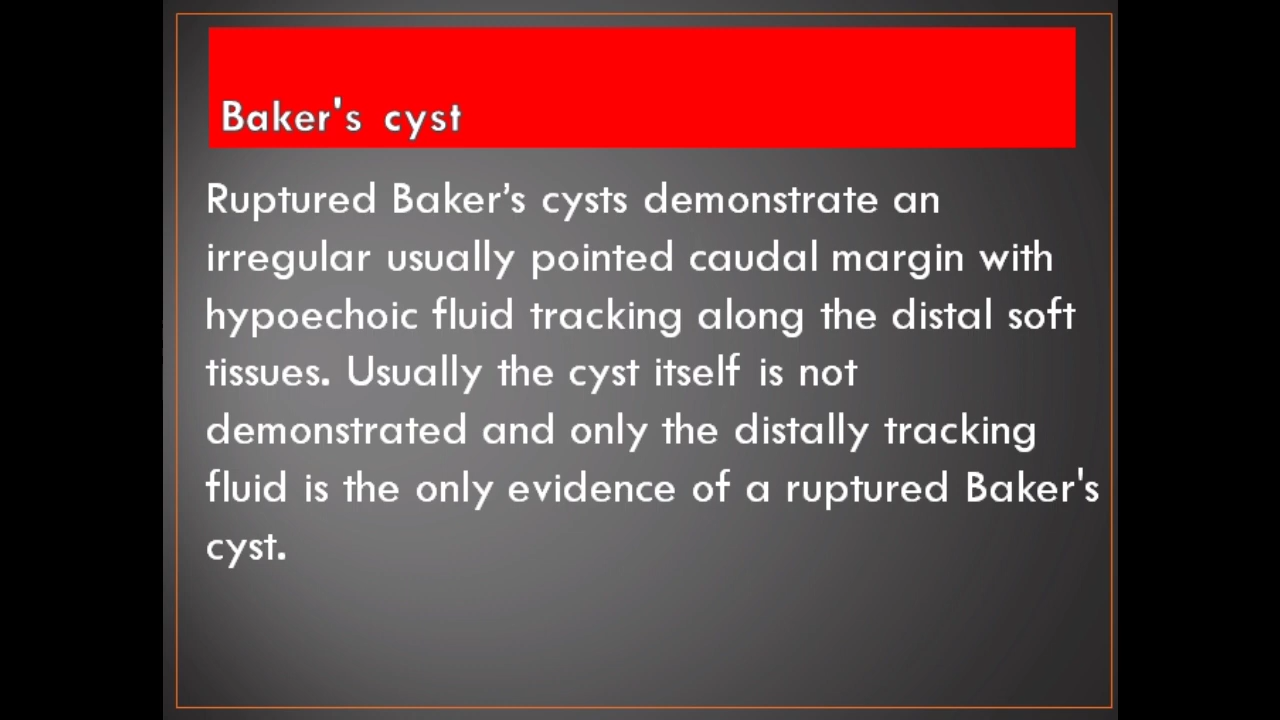 Baker's cyst
Ruptured Baker’s cysts demonstrate an
irregular usually pointed caudal margin with
hypoechoic fluid tracking along the distal soft
tissues. Usually the cyst itself is not
demonstrated and only the distally tracking
fluid is the only evidence of a ruptured Baker's
cyst.